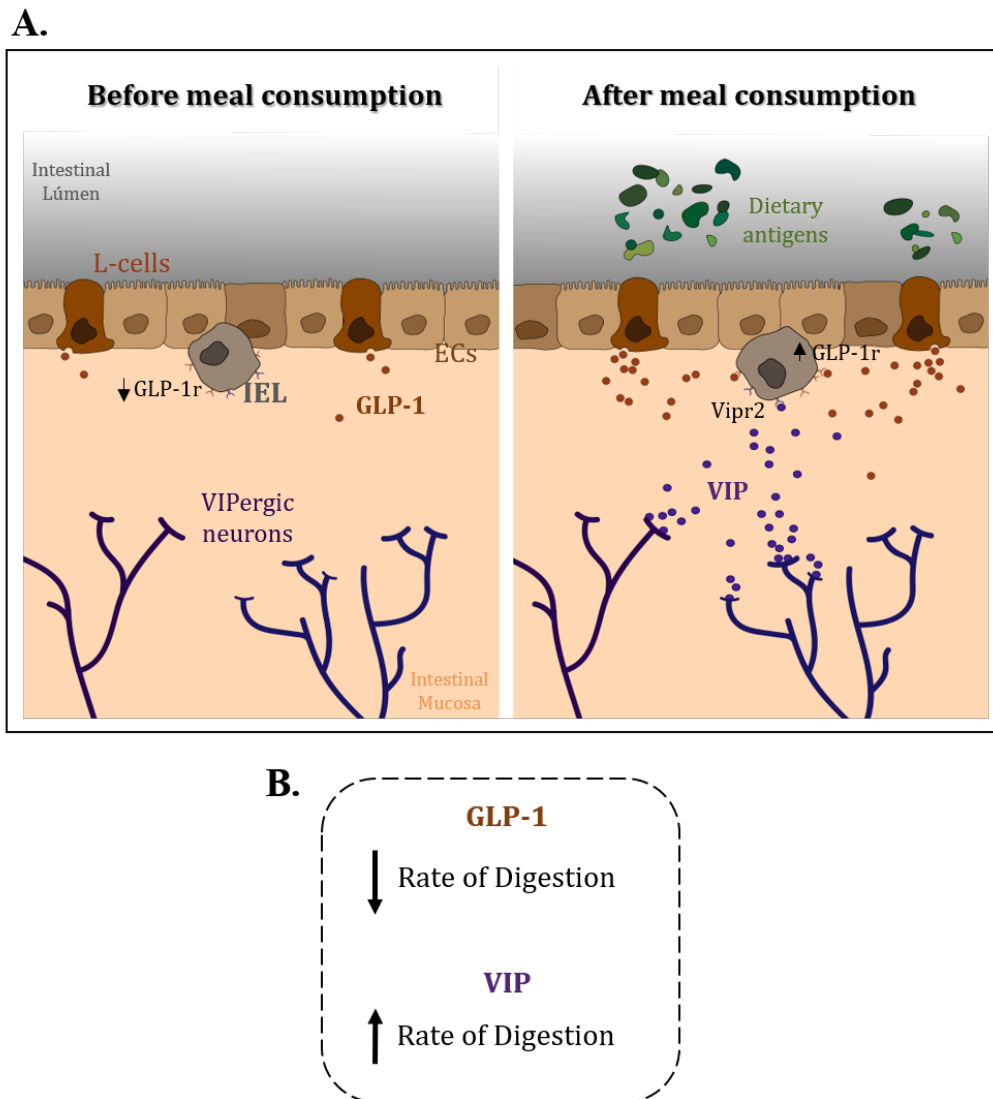 A.
Before meal consumption
Intestinal
Lúmen
L-cells
ECs
↓ GLP-1r
IEL
GLP-1
VIPergic
neurons
Intestinal
Mucosa
After meal consumption
Dietary
antigens
↑ GLP-1r
Vipr2
VIP
B.
GLP-1
↓ Rate of Digestion
VIP
↑ Rate of Digestion